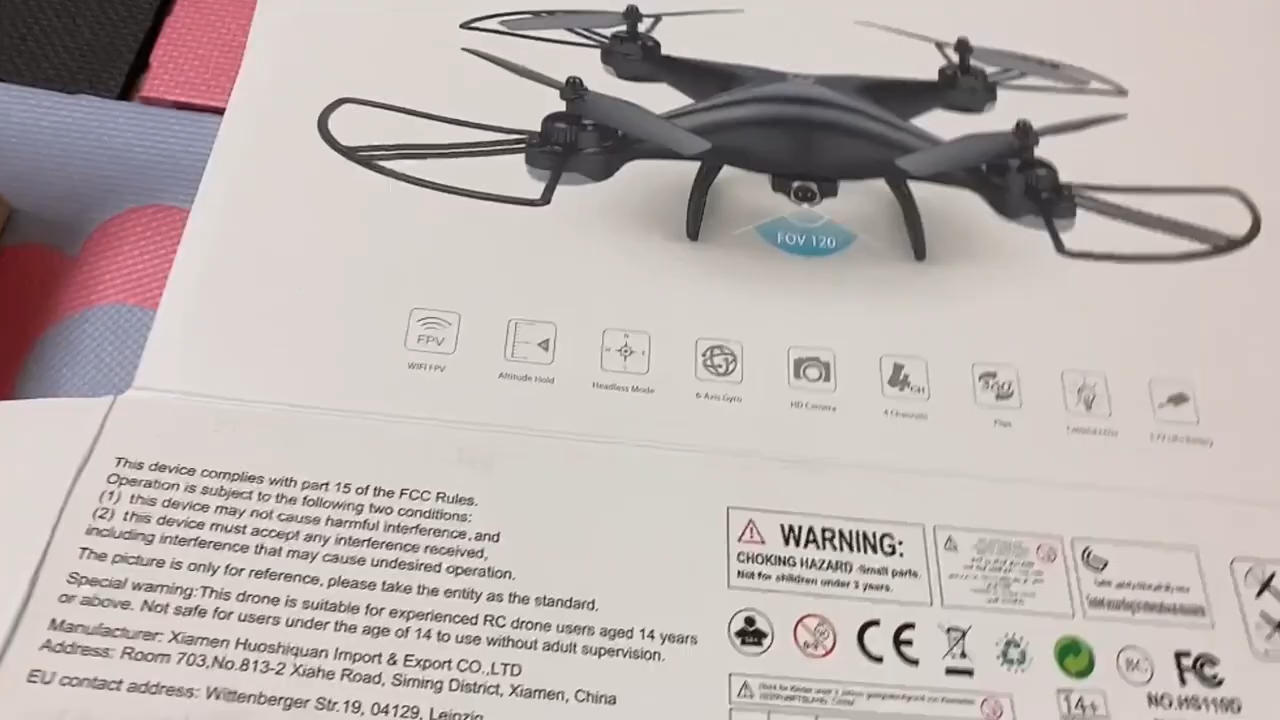 FOV 120
FPV
WIFI FPV
Altitude Hold
Headless Mode
6-Axis Gyro
HD Camera
4CH
4 Channels
360
This device complies with part 15 of the FCC Rules.
Operation is subject to the following two conditions:
(1) this device may not cause harmful interference,and
(2) this device must accept any interference received,
including interference that may cause undesired operation.
The picture is only for reference, please take the entity as the standard.
Special warning:This drone is suitable for experienced RC drone users aged 14 years
or above. Not safe for users under the age of 14 to use without adult supervision.
Manufacturer: Xiamen Huoshiquan Import & Export CO.,LTD
Address: Room 703,No.813-2 Xiahe Road, Siming District, Xiamen, China
EU contact address: Wittenberger Str.19, 04129, Leipzig
WARNING:
CHOKING HAZARD -Small parts.
Not for children under 3 years.
CE
FC
14+
NO.HS110D